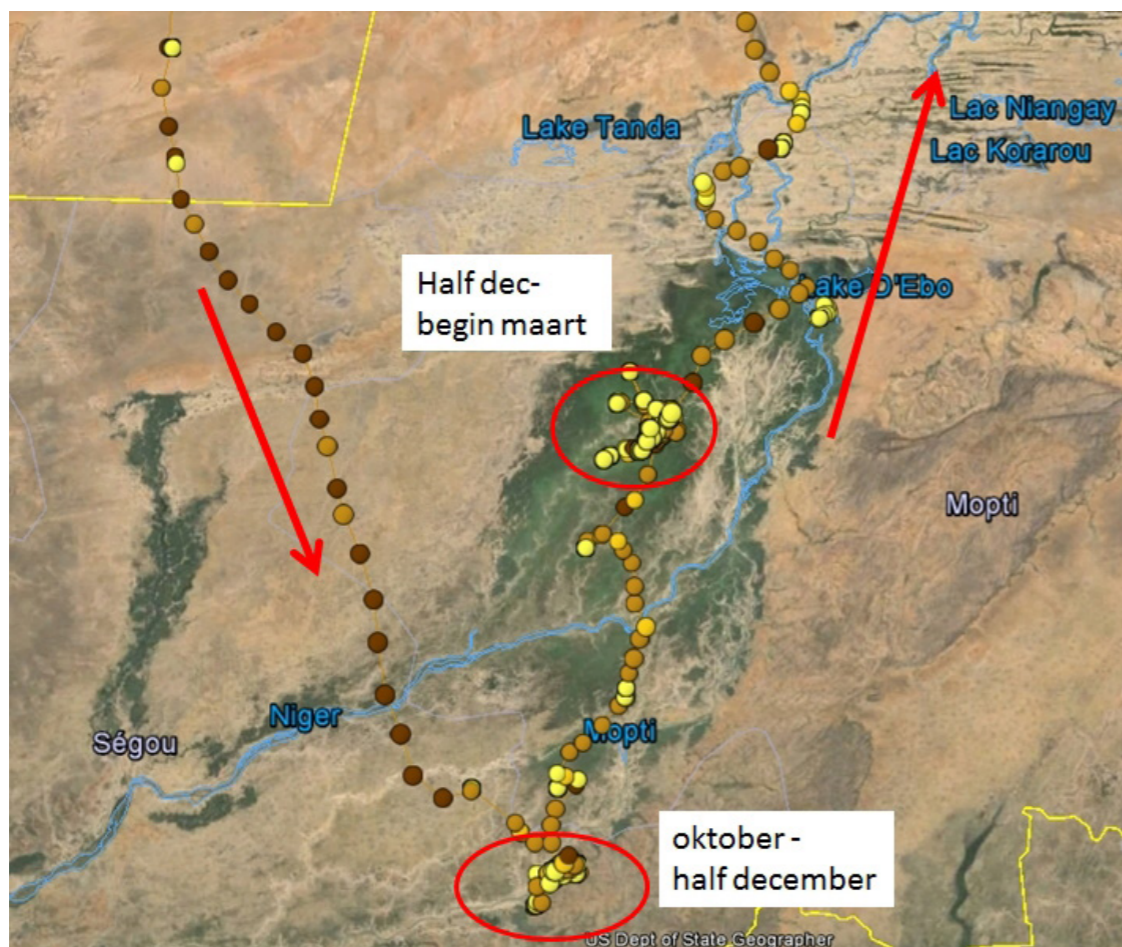 Lake Tanda
Lac Niangay
Lac Korarou
Half dec-
begin maart
Lake D'Ebo
Mopti
Niger
Ségou
Mopti
oktober -
half december
US Dept of State Geographer